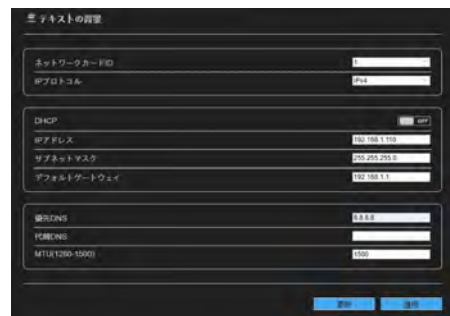 テキストの背景
ネットワークカードID 1
IPプロトコル IPv4
DHCP OFF
IPアドレス 192.168.1.110
サブネットマスク 255.255.255.0
デフォルトゲートウェイ 192.168.1.1
優先DNS 8.8.8.8
代替DNS
MTU(1280-1500) 1500
更新 適用